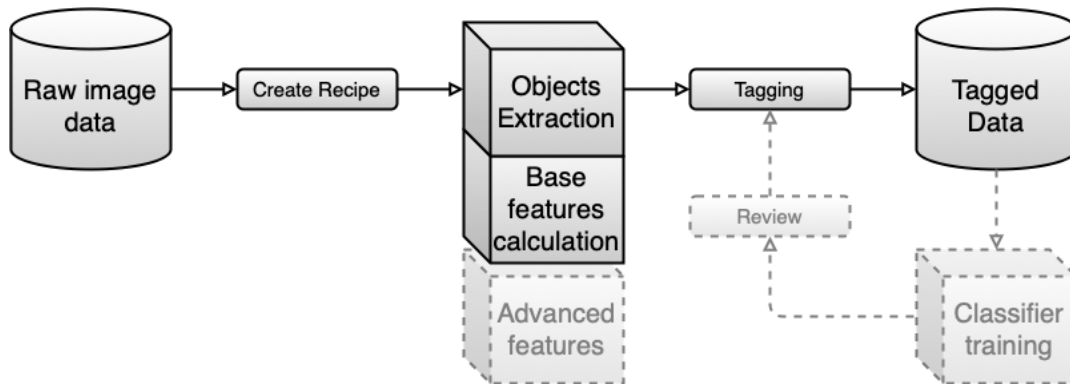 Raw image
data
Create Recipe
Objects
Extraction
Base
features
calculation
Advanced
features
Tagging
Review
Tagged
Data
Classifier
training